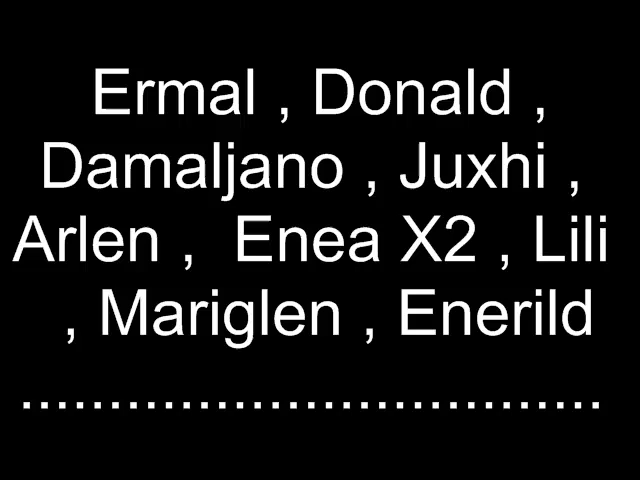 Ermal , Donald ,
Damaljano , Juxhi ,
Arlen ,  Enea X2 , Lili
, Mariglen , Enerild
.................................